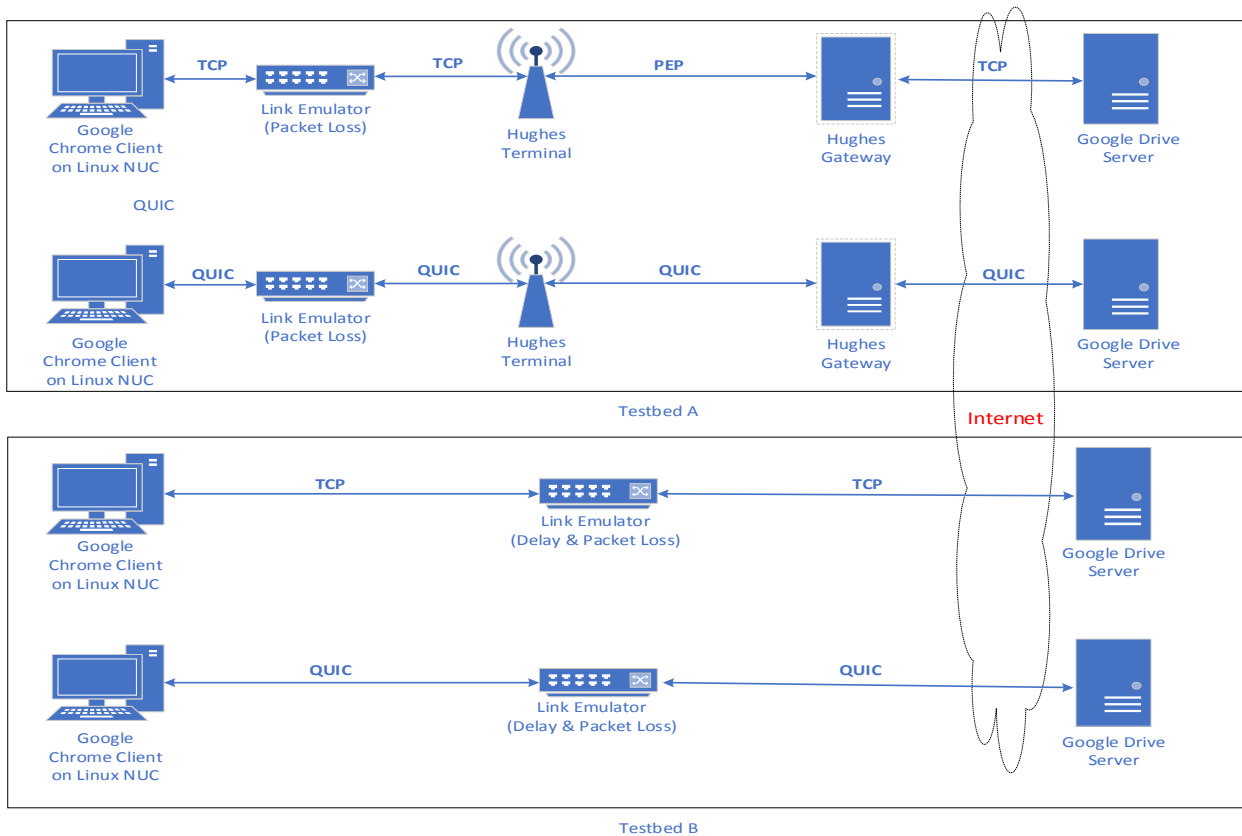 TCP
TCP
PEP
TCP
Link Emulator
(Packet Loss)
Google
Chrome Client
on Linux NUC
Hughes
Terminal
Hughes
Gateway
Google Drive
Server
QUIC
QUIC
QUIC
QUIC
QUIC
Link Emulator
(Packet Loss)
Google
Chrome Client
on Linux NUC
Hughes
Terminal
Hughes
Gateway
Google Drive
Server
Testbed A
Internet
TCP
TCP
Google
Chrome Client
on Linux NUC
Link Emulator
(Delay & Packet Loss)
Google Drive
Server
QUIC
QUIC
Google
Chrome Client
on Linux NUC
Link Emulator
(Delay & Packet Loss)
Google Drive
Server
Testbed B